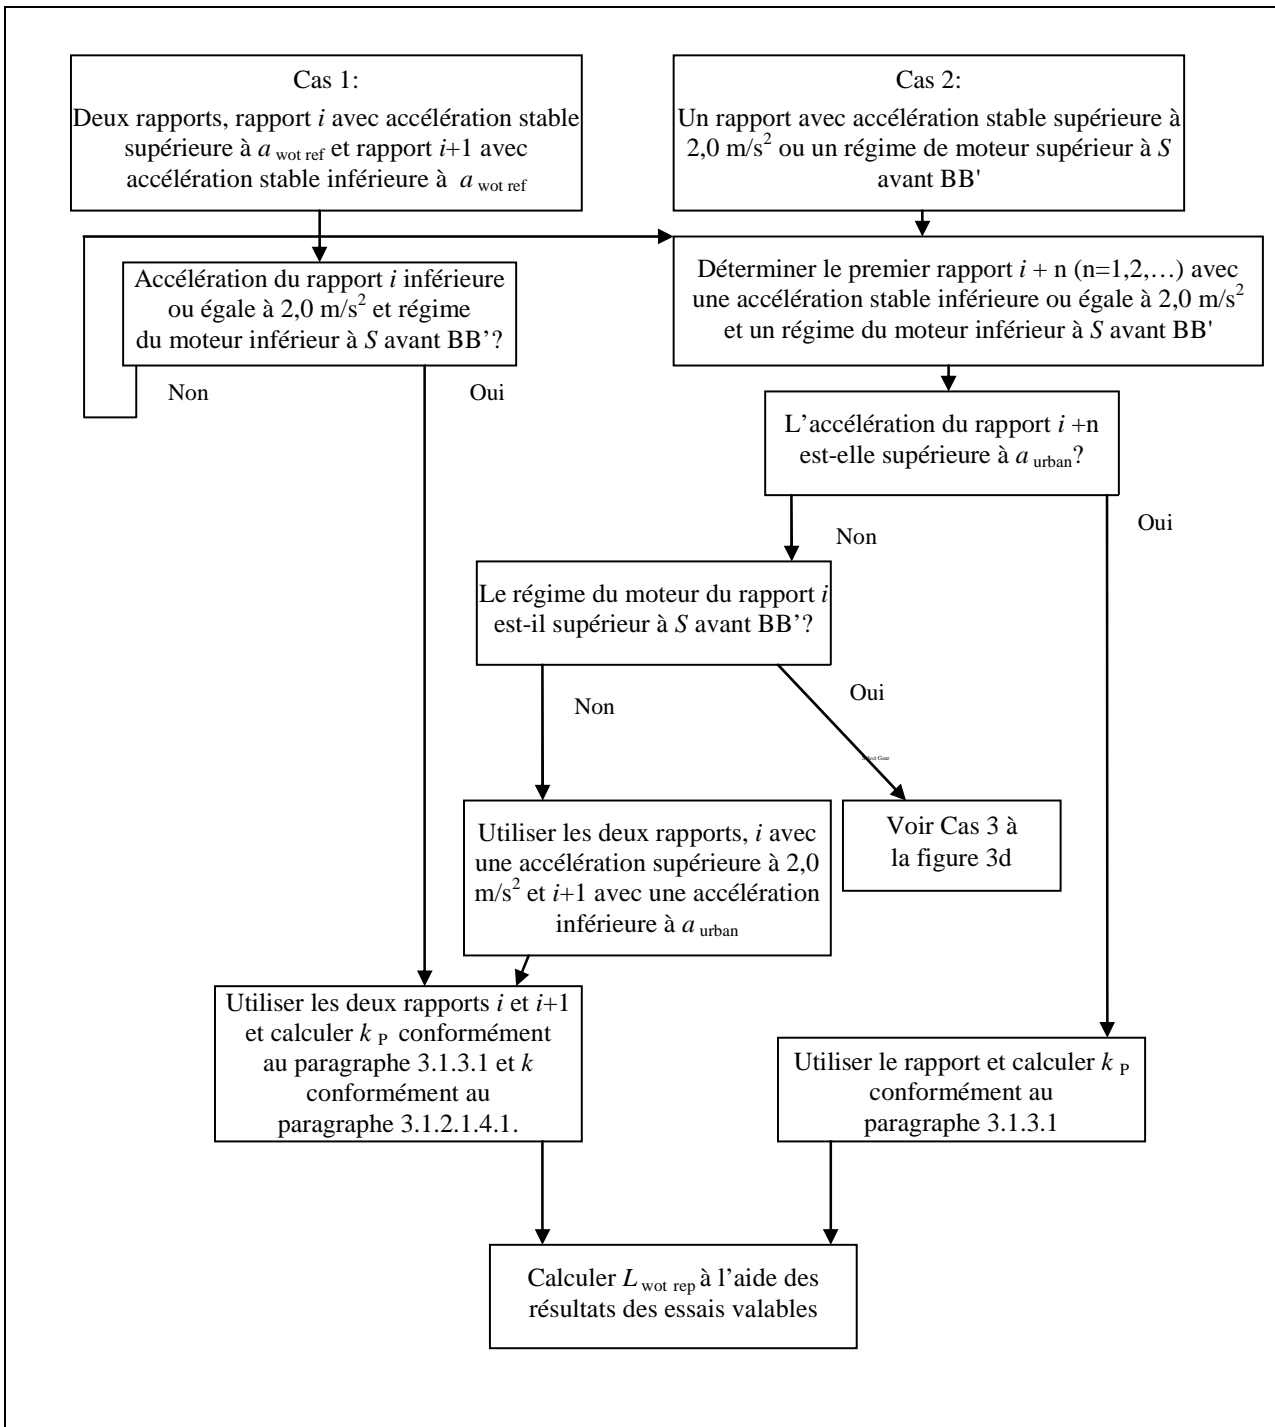 Cas 1:
Deux rapports, rapport i avec accélération stable
supérieure à a wot ref et rapport i+1 avec
accélération stable inférieure à a wot ref
Cas 2:
Un rapport avec accélération stable supérieure à
2,0 m/s² ou un régime de moteur supérieur à S
avant BB'
Accélération du rapport i inférieure
ou égale à 2,0 m/s² et régime
du moteur inférieur à S avant BB’?
Déterminer le premier rapport i + n (n=1,2,…) avec
une accélération stable inférieure ou égale à 2,0 m/s²
et un régime du moteur inférieur à S avant BB'
Non
Oui
L’accélération du rapport i +n
est-elle supérieure à a urban?
Non
Oui
Le régime du moteur du rapport i
est-il supérieur à S avant BB’?
Non
Oui
Select Gear
Utiliser les deux rapports, i avec
une accélération supérieure à 2,0
m/s² et i+1 avec une accélération
inférieure à a urban
Voir Cas 3 à
la figure 3d
Utiliser les deux rapports i et i+1
et calculer k P conformément
au paragraphe 3.1.3.1 et k
conformément au
paragraphe 3.1.2.1.4.1.
Utiliser le rapport et calculer k P
conformément au
paragraphe 3.1.3.1
Calculer L wot rep à l’aide des
résultats des essais valables